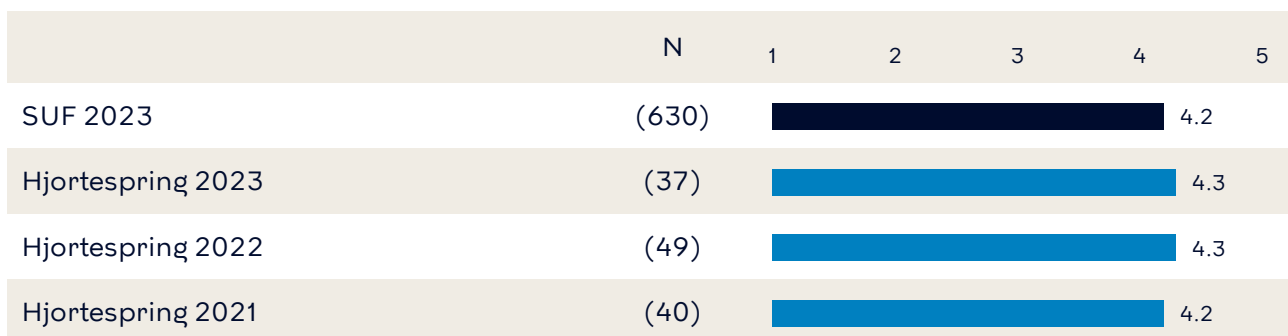 N 1 2 3 4 5
SUF 2023 (630) 4.2
Hjortespring 2023 (37) 4.3
Hjortespring 2022 (49) 4.3
Hjortespring 2021 (40) 4.2